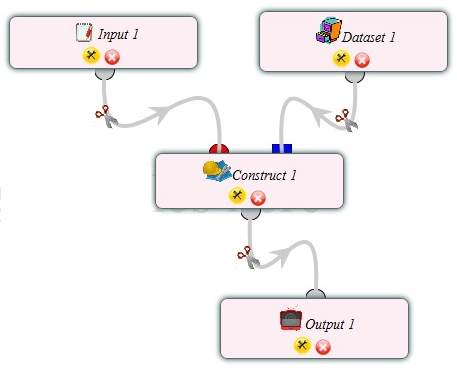 Input 1
Dataset 1
Construct 1
Output 1